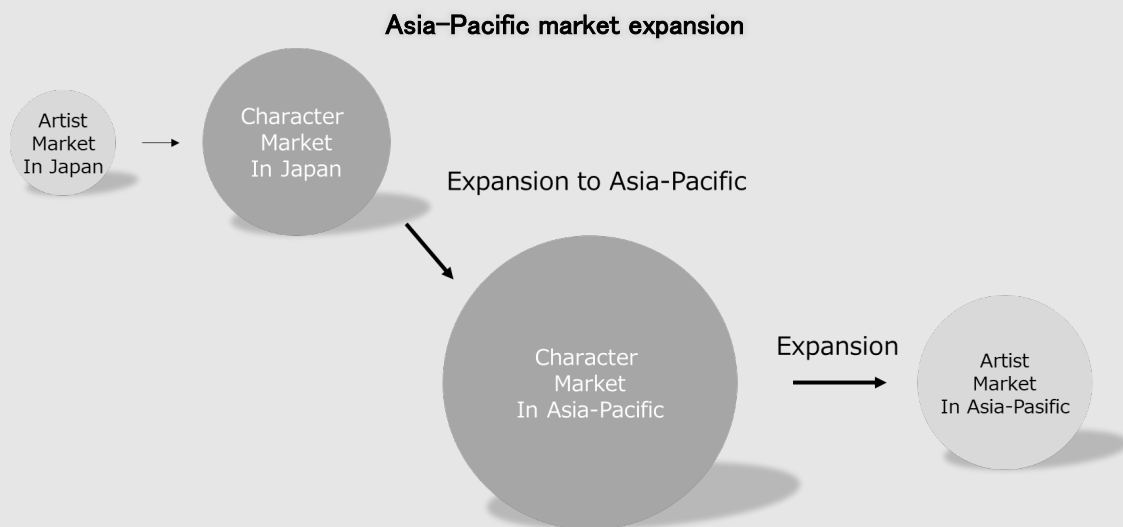 Asia-Pacific market expansion
Artist
Market
In Japan
Character
Market
In Japan
Expansion to Asia-Pacific
Character
Market
In Asia-Pacific
Expansion
Artist
Market
In Asia-Pasific